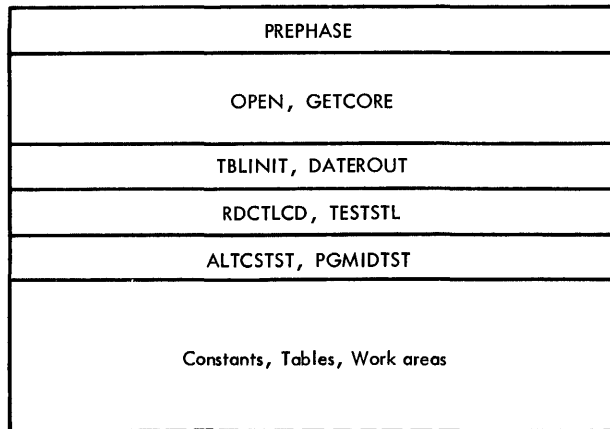 PREPHASE
OPEN, GETCORE
TBLINIT, DATEROUT
RDCTLCD, TESTSTL
ALTCSTST, PGMIDTST
Constants, Tables, Work areas